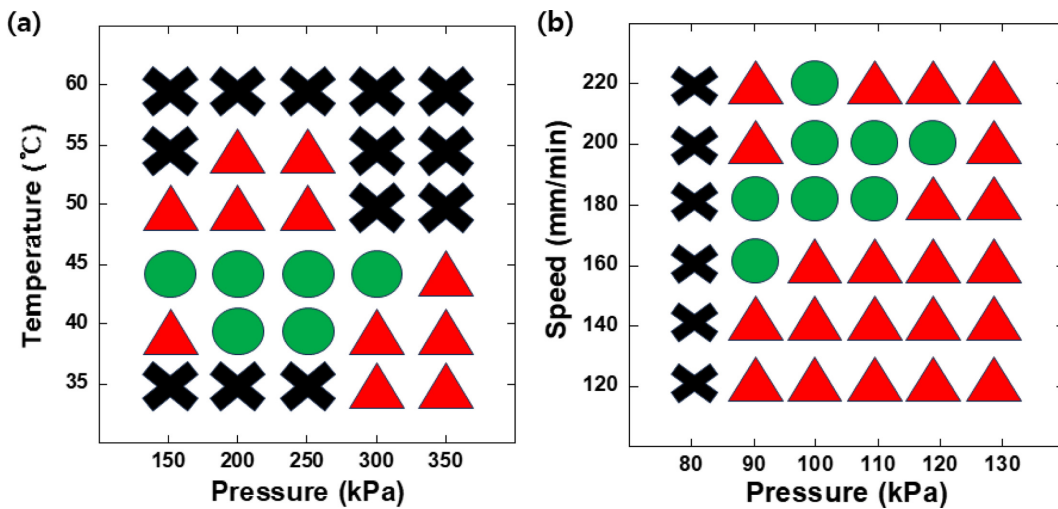 (a)
60
55
50
45
40
35
Temperature (℃)
150 200 250 300 350
Pressure (kPa)
(b)
220
200
180
160
140
120
Speed (mm/min)
80 90 100 110 120 130
Pressure (kPa)